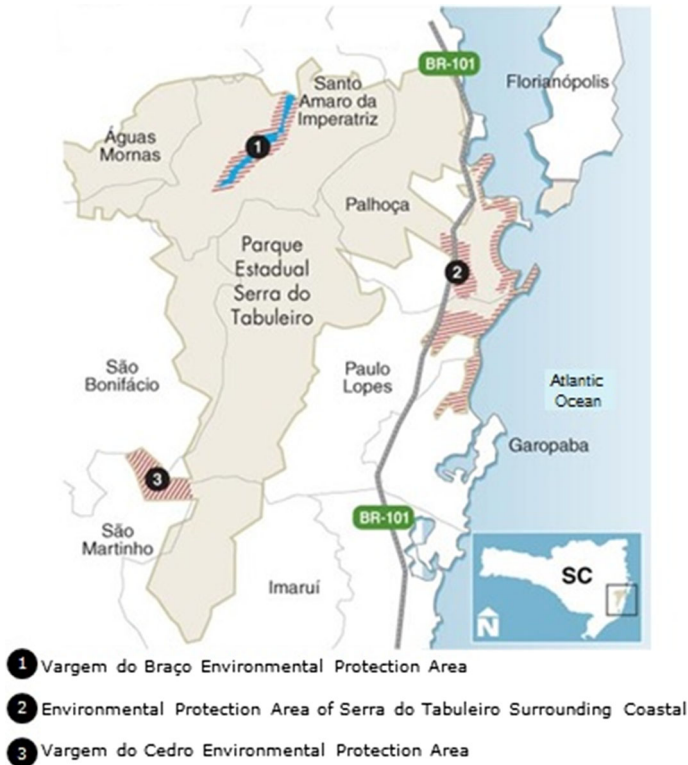 BR-101
Florianópolis
Santo
Amaro da
Imperatriz
Águas
Mornas
1
Palhoça
Parque
Estadual
Serra do
Tabuleiro
2
São
Bonifácio
Paulo
Lopes
Atlantic
Ocean
Garopaba
3
BR-101
São
Martinho
Imaruí
SC
N
1 Vargem do Braço Environmental Protection Area
2 Environmental Protection Area of Serra do Tabuleiro Surrounding Coastal
3 Vargem do Cedro Environmental Protection Area